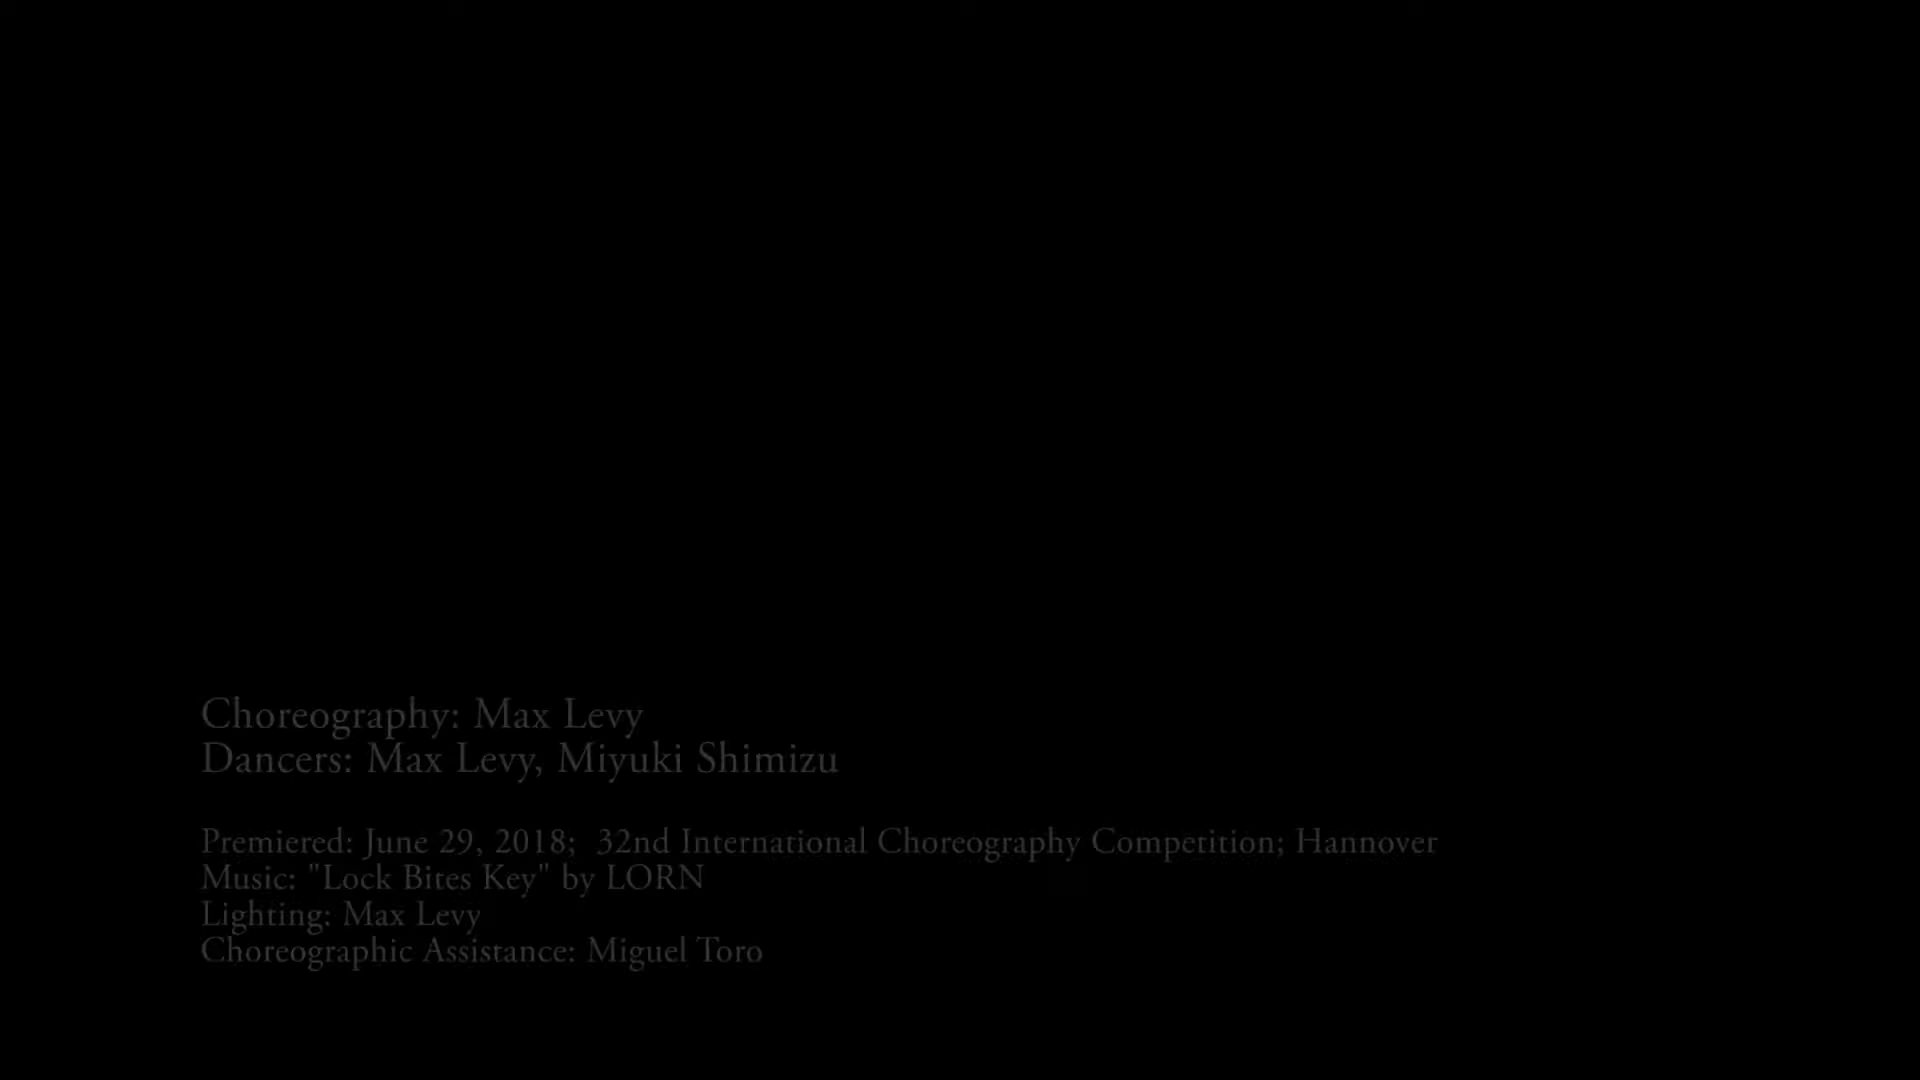 Choreography: Max Levy
Dancers: Max Levy, Miyuki Shimizu
Premiered: June 29, 2018;  32nd International Choreography Competition; Hannover
Music: "Lock Bites Key" by LORN
Lighting: Max Levy
Choreographic Assistance: Miguel Toro